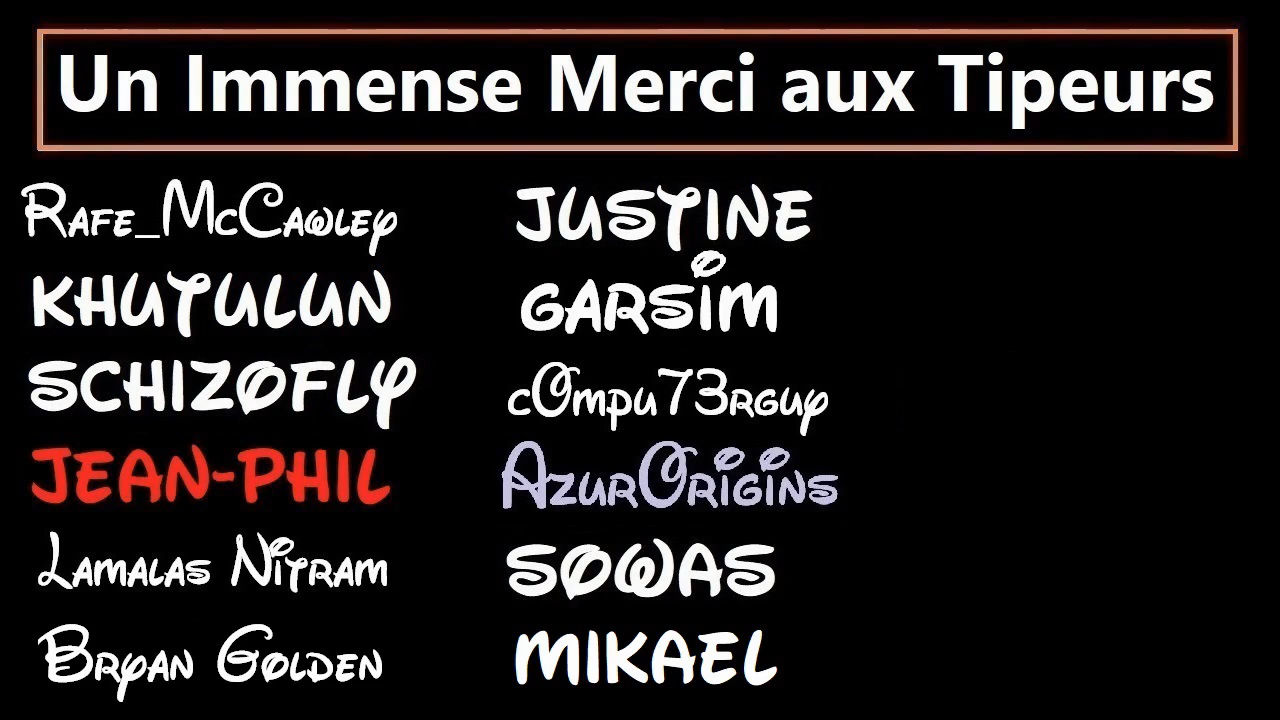 Un Immense Merci aux Tipeurs
Rafe_McCawley
KHUTULUN
SCHIZOFLY
JEAN-PHIL
Lamalas Nitram
Bryan Golden
JUSTINE
GARSiM
cOmpu73rguy
AzurOrigins
SOWAS
MIKAEL